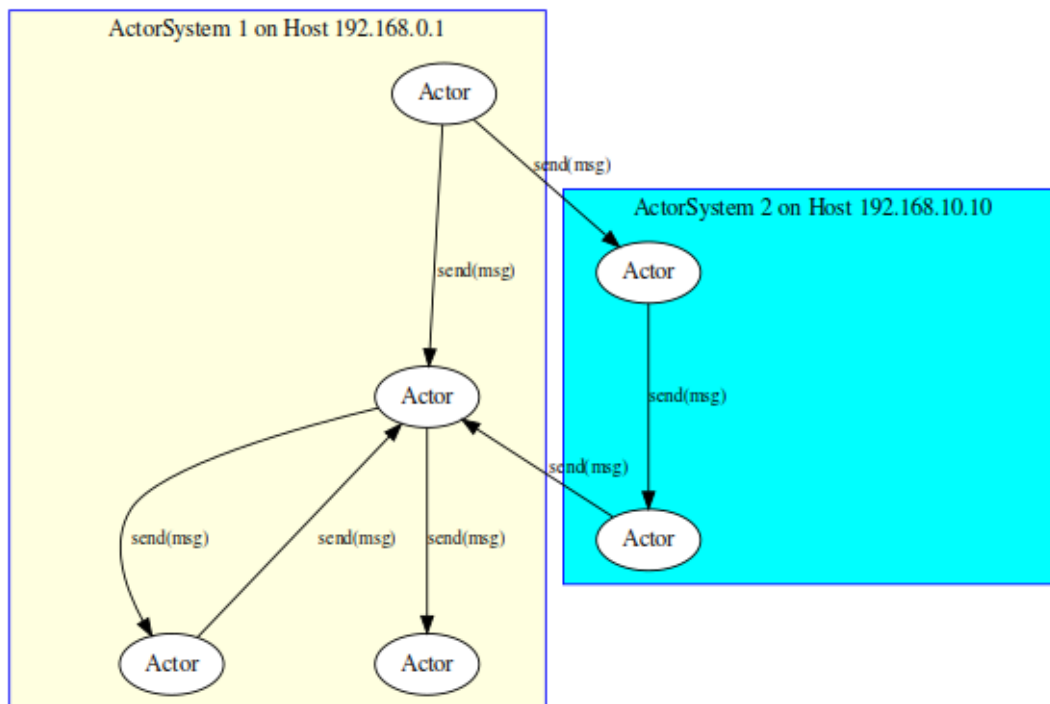 ActorSystem 1 on Host 192.168.0.1
Actor
send(msg)
ActorSystem 2 on Host 192.168.10.10
Actor
send(msg)
Actor
send(msg)
send(msg)
send(msg)
send(msg)
send(msg)
Actor
Actor
Actor